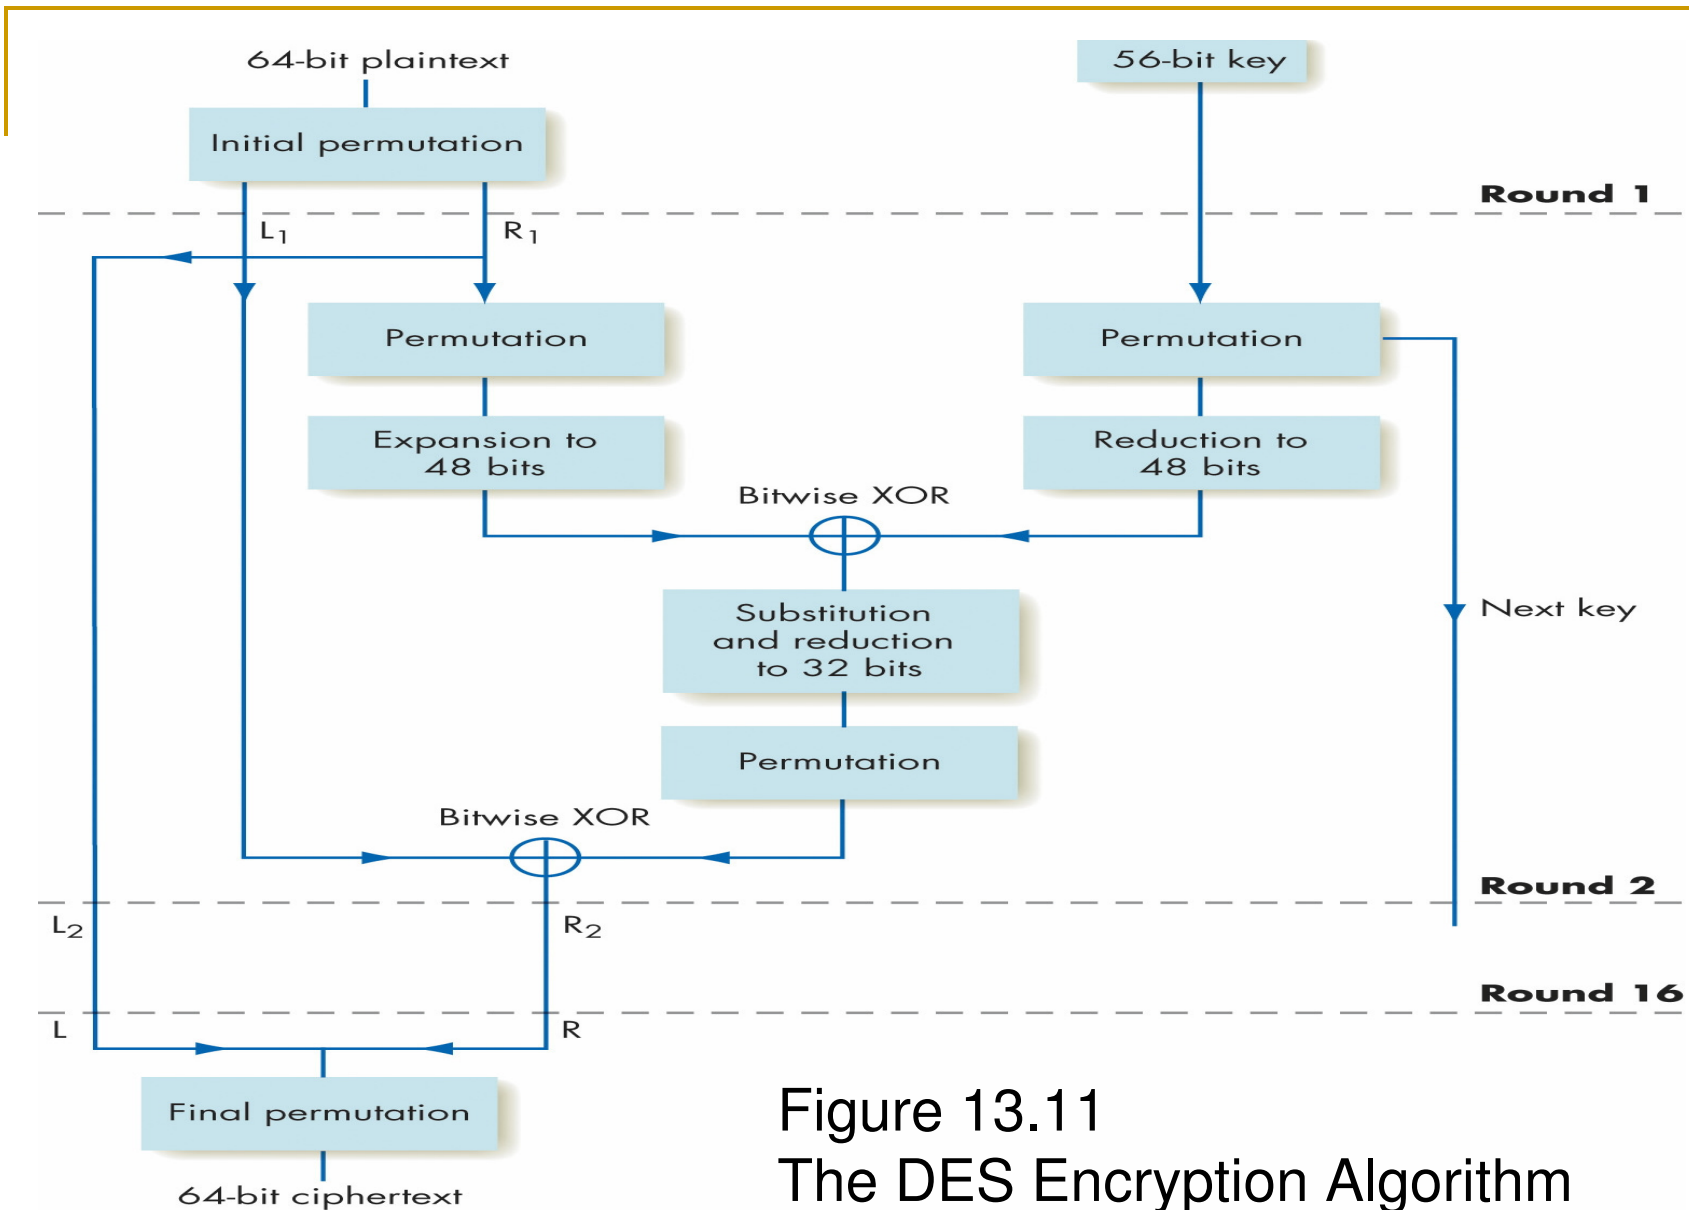 64-bit plaintext
56-bit key
Initial permutation
Round 1
L1
R1
Permutation
Permutation
Expansion to
48 bits
Reduction to
48 bits
Bitwise XOR
Substitution
and reduction
to 32 bits
Next key
Permutation
Bitwise XOR
Round 2
L2
R2
Round 16
L
R
Final permutation
64-bit ciphertext
Figure 13.11
The DES Encryption Algorithm